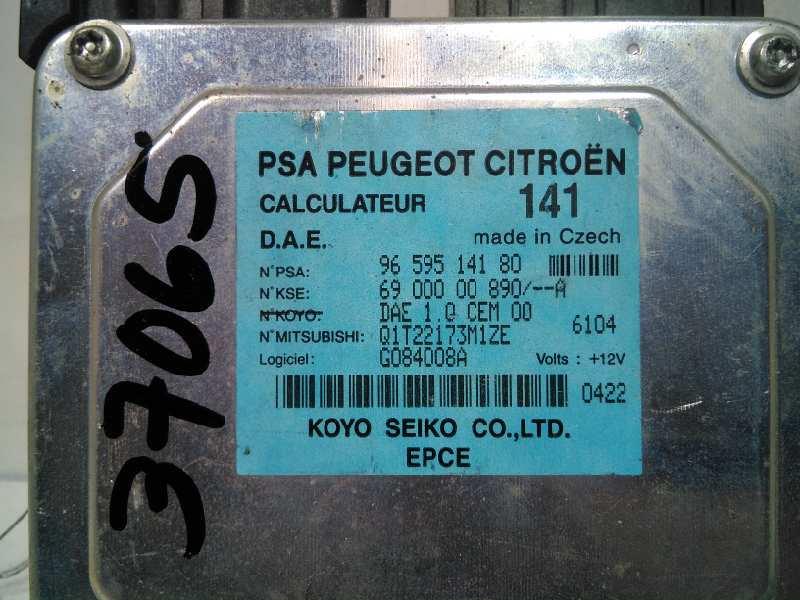 37065
PSA PEUGEOT CITROËN
CALCULATEUR 141
D.A.E. made in Czech
N°PSA: 96 595 141 80
N°KSE: 69 000 00 890/--A
N°KOYO: DAE 1.0 CEM 00
N°MITSUBISHI: Q1T22173M1ZE 6104
Logiciel: G084008A Volts : +12V
0422
KOYO SEIKO CO.,LTD.
EPCE